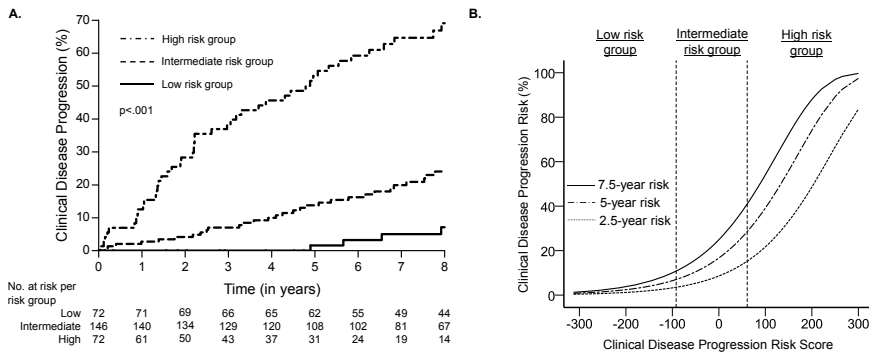 A.
Clinical Disease Progression (%)
70
60
50
40
30
20
10
0
High risk group
Intermediate risk group
Low risk group
p<.001
0 1 2 3 4 5 6 7 8
Time (in years)
No. at risk per
risk group
Low 72 71 69 66 65 62 55 49 44
Intermediate 146 140 134 129 120 108 102 81 67
High 72 61 50 43 37 31 24 19 14
B.
Low risk
group
Intermediate
risk group
High risk
group
Clinical Disease Progression Risk (%)
100
80
60
40
20
0
7.5-year risk
5-year risk
2.5-year risk
-300 -200 -100 0 100 200 300
Clinical Disease Progression Risk Score